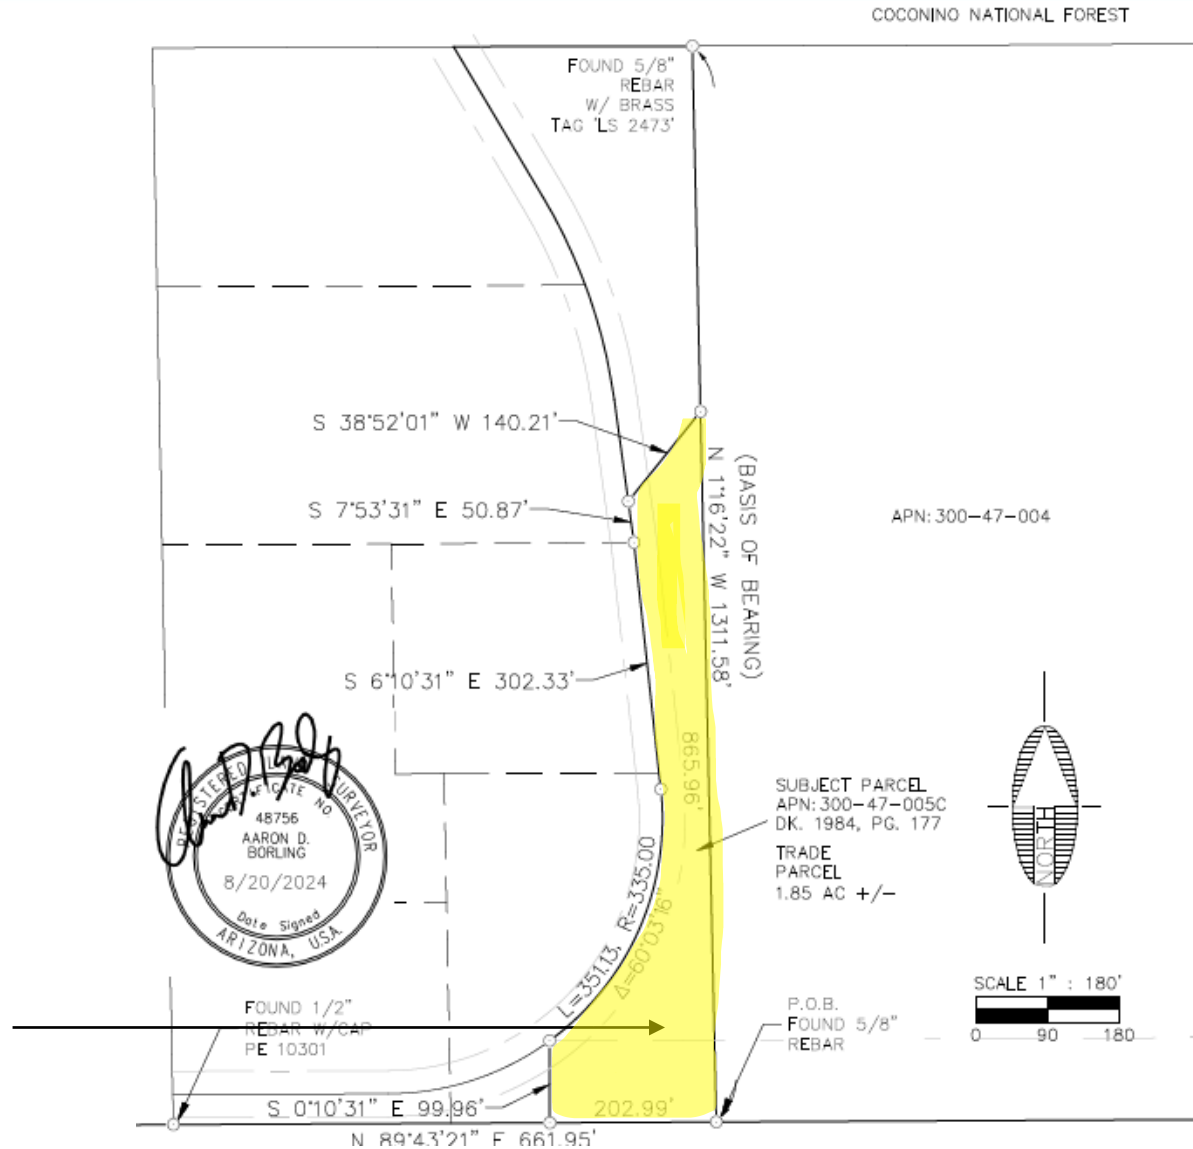 COCONINO NATIONAL FOREST
FOUND 5/8"
REBAR
W/ BRASS
TAG 'LS 2473'
S 38°52'01" W 140.21'
S 7°53'31" E 50.87'
(BASIS OF BEARING)
N 1°16'22" W 1311.58'
APN: 300-47-004
S 6°10'31" E 302.33'
865.96'
SUBJECT PARCEL
APN: 300-47-005C
DK. 1984, PG. 177
TRADE
PARCEL
1.85 AC +/-
NORTH
REGISTERED LAND SURVEYOR
CERTIFICATE NO.
48756
AARON D.
BORLING
8/20/2024
Date Signed
ARIZONA, U.S.A.
L=351.13, R=335.00
Δ=60°03'16"
SCALE 1" : 180'
0 90 180
FOUND 1/2"
REBAR W/CAP
PE 10301
P.O.B.
FOUND 5/8"
REBAR
S 0°10'31" E 99.96'
202.99'
N 89°43'21" E 661.95'